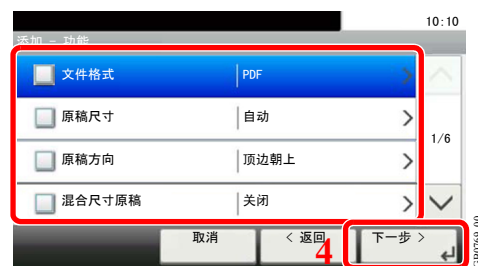 10:10
添加 - 功能
文件格式 PDF
原稿尺寸 自动
原稿方向 顶边朝上
1/6
混合尺寸原稿 关闭
取消 < 返回 下一步 >
4
GB0769_00